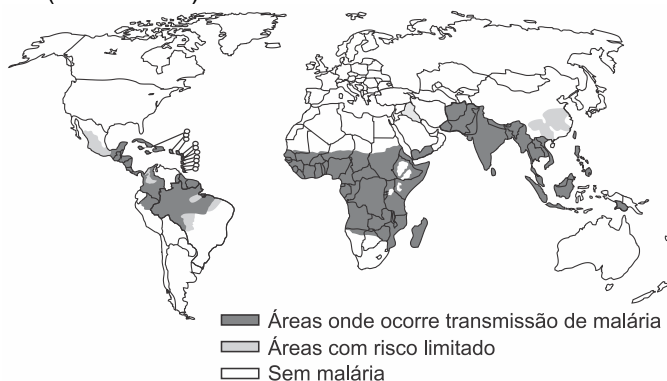 Áreas onde ocorre transmissão de malária
Áreas com risco limitado
Sem malária